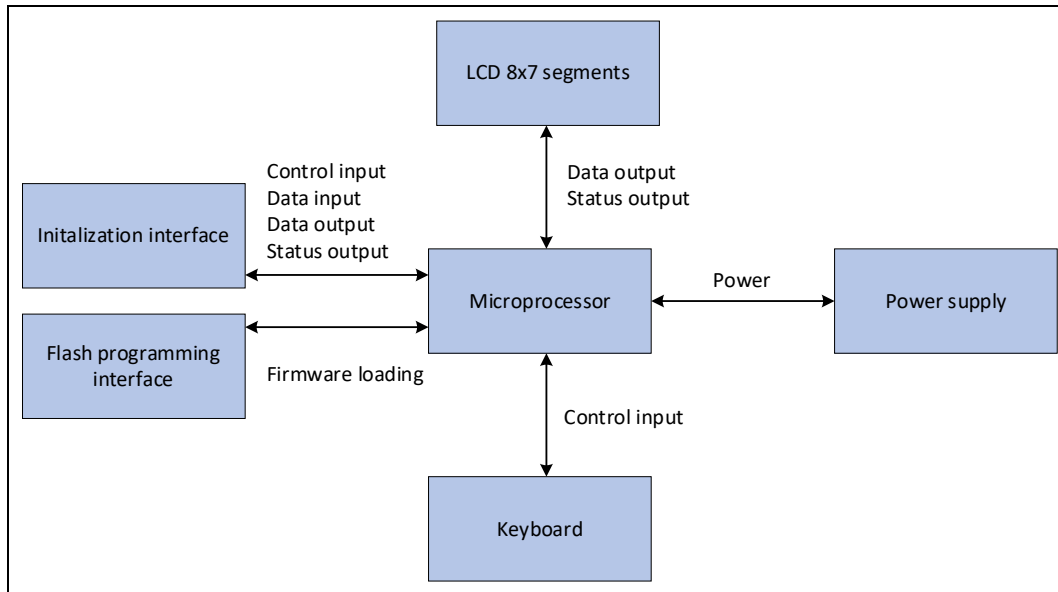 LCD 8x7 segments
Control input
Data input
Data output
Status output
Data output
Status output
Initalization interface
Microprocessor
Power
Power supply
Flash programming
interface
Firmware loading
Control input
Keyboard